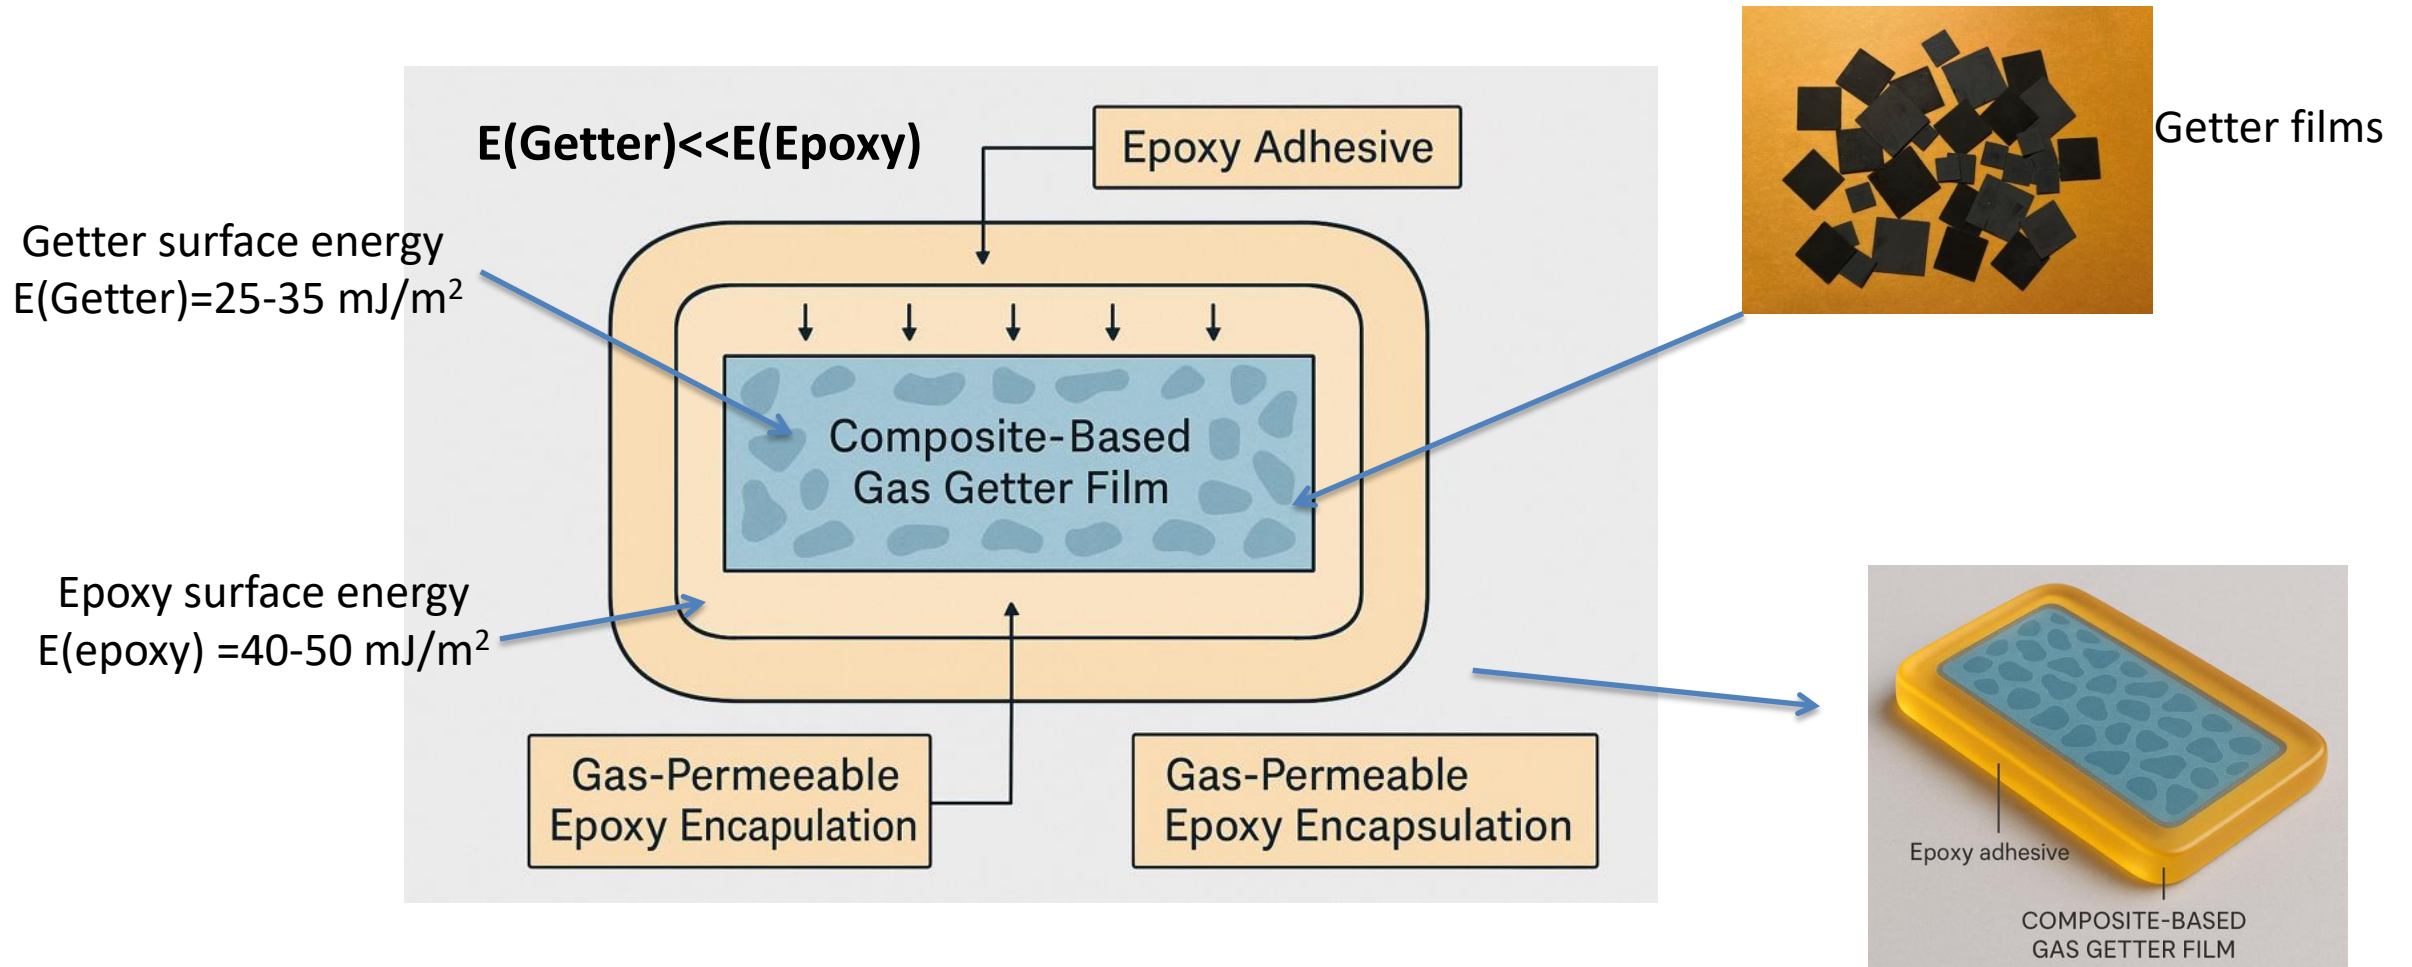 E(Getter)<<E(Epoxy)
Epoxy Adhesive
Getter films
Getter surface energy
E(Getter)=25-35 mJ/m²
Composite-Based
Gas Getter Film
Epoxy surface energy
E(epoxy) =40-50 mJ/m²
Gas-Permeeable
Epoxy Encapulation
Gas-Permeable
Epoxy Encapsulation
Epoxy adhesive
COMPOSITE-BASED
GAS GETTER FILM